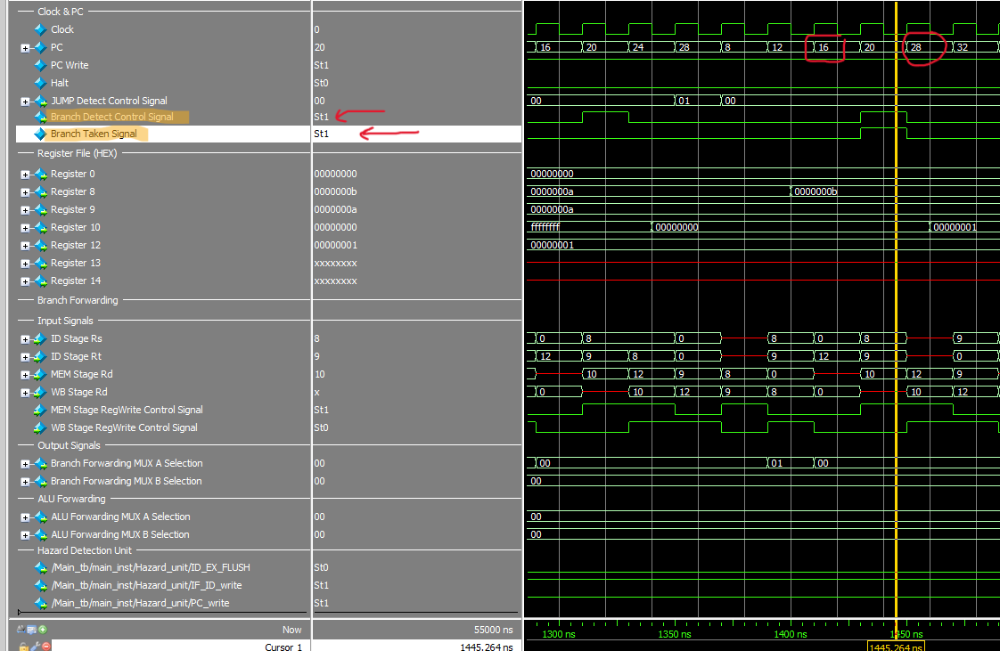 Clock & PC
Clock 0
PC 20 16 20 24 28 8 12 16 20 28 32
PC Write St1
Halt St0
JUMP Detect Control Signal 00 00 01 00
Branch Detect Control Signal St1
Branch Taken Signal St1
Register File (HEX)
Register 0 00000000 00000000
Register 8 0000000b 0000000a 0000000b
Register 9 0000000a 0000000a
Register 10 00000000 ffffffff 00000000 00000001
Register 12 00000001 00000001
Register 13 xxxxxxxx
Register 14 xxxxxxxx
Branch Forwarding
Input Signals
ID Stage Rs 8 0 8 0 8 0 8 9
ID Stage Rt 9 12 9 8 0 9 12 9 0
MEM Stage Rd 10 10 12 9 8 0 10 12 9
WB Stage Rd x 0 10 12 9 8 0 10 12
MEM Stage RegWrite Control Signal St1
WB Stage RegWrite Control Signal St0
Output Signals
Branch Forwarding MUX A Selection 00 00 01 00
Branch Forwarding MUX B Selection 00 00
ALU Forwarding
ALU Forwarding MUX A Selection 00 00
ALU Forwarding MUX B Selection 00 00
Hazard Detection Unit
/Main_tb/main_inst/Hazard_unit/ID_EX_FLUSH St0
/Main_tb/main_inst/Hazard_unit/IF_ID_write St1
/Main_tb/main_inst/Hazard_unit/PC_write St1
Now 55000 ns 1300 ns 1350 ns 1400 ns 1450 ns
Cursor 1 1445.264 ns 1445.264 ns